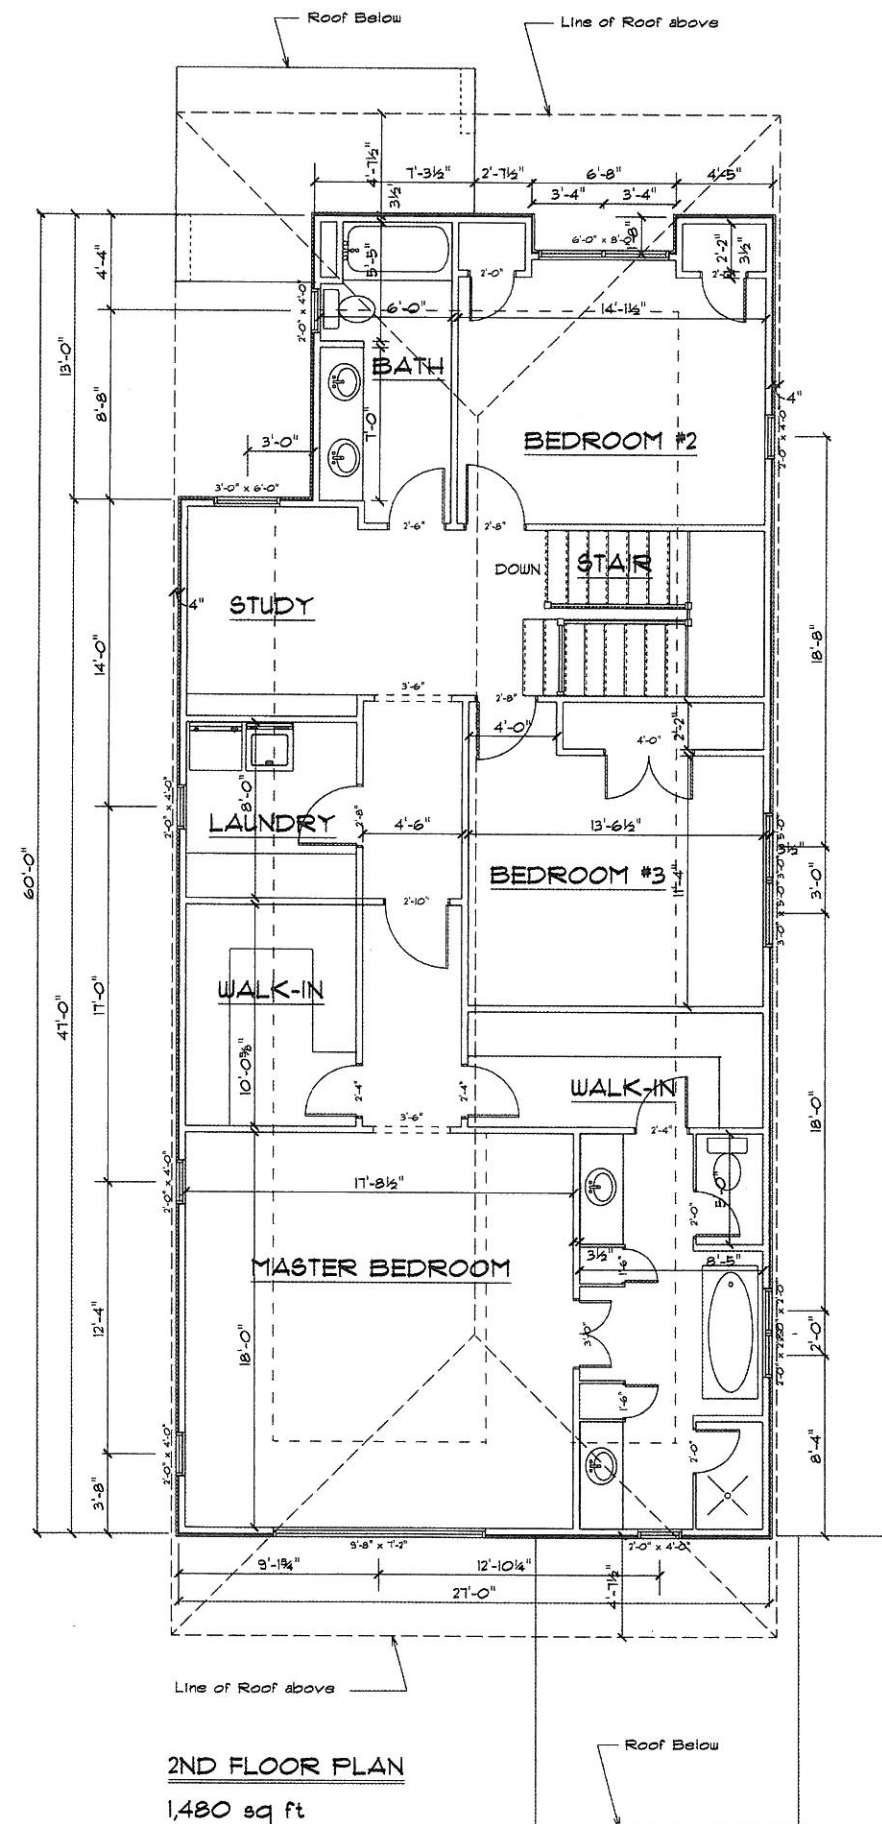 Roof Below
Line of Roof above
4'-7½"
3½"
7'-3½"
2'-7½"
6'-8"
4'-5"
3'-4"
3'-4"
1'-8"
6'-0" x 5'-0"
2'-2"
3½"
5'-5"
2'-0"
4'-4"
2'-0" x 4'-0"
6'-0"
14'-1½"
BATH
13'-0"
8'-8"
7'-0"
4"
2'-0" x 4'-0"
3'-0"
BEDROOM #2
3'-0" x 6'-0"
2'-6"
2'-8"
DOWN
STAIR
STUDY
4"
14'-0"
18'-8"
3'-6"
2'-8"
4'-0"
4'-0"
2'-2"
8'-0"
2'-0" x 4'-0"
LAUNDRY
2'-8"
4'-6"
13'-6½"
3½"
3'-0" x 5'-0"
3'-0"
BEDROOM #3
11'-4"
60'-0"
2'-10"
47'-0"
17'-0"
WALK-IN
10'-0⅝"
2'-4"
2'-4"
WALK-IN
18'-0"
3'-6"
2'-4"
2'-0" x 4'-0"
17'-8½"
5'-0"
2'-0"
MASTER BEDROOM
3½"
1'-6"
8'-5"
12'-4"
18'-0"
3'-0"
2'-0"
1'-6"
2'-0" x 4'-0"
2'-0"
8'-4"
3'-8"
9'-8" x 7'-2"
2'-0" x 4'-0"
9'-1¾"
12'-10¼"
4'-7½"
27'-0"
Line of Roof above
Roof Below
2ND FLOOR PLAN
1,480 sq ft